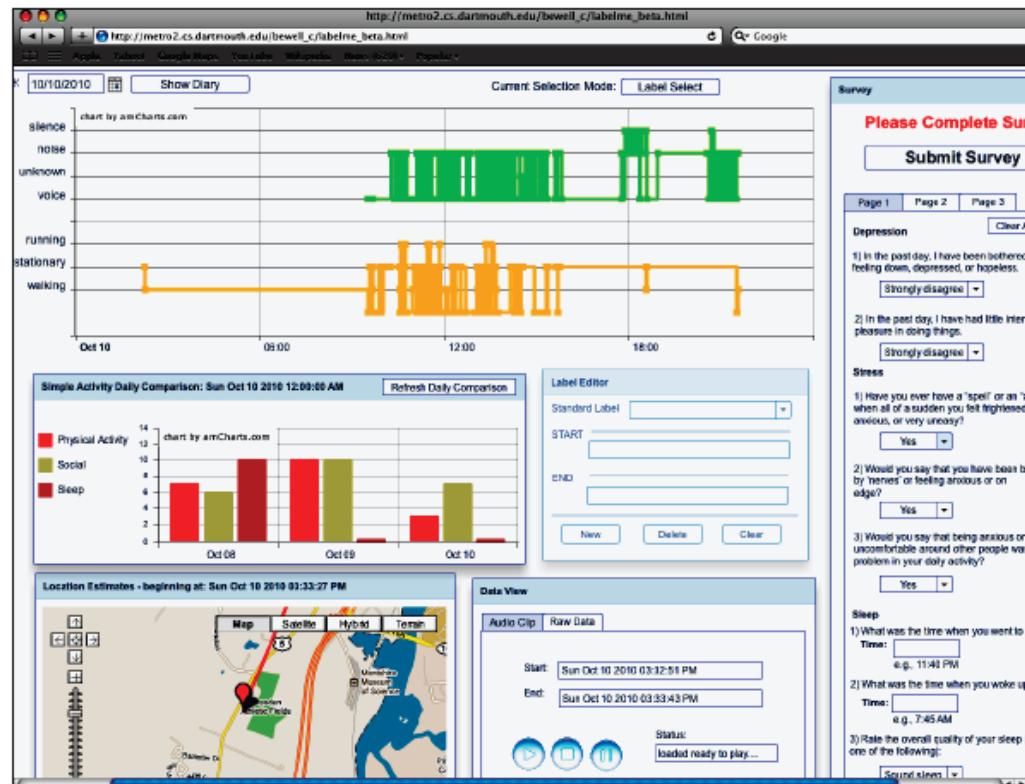 http://metro2.cs.dartmouth.edu/bewell_c/labelme_beta.html
http://metro2.cs.dartmouth.edu/bewell_c/labelme_beta.html
Google
Apple Yahoo! Google Maps YouTube Wikipedia Popular
10/10/2010
Show Diary
Current Selection Mode:
Label Select
chart by amCharts.com
silence
noise
unknown
voice
running
stationary
walking
Oct 10
06:00
12:00
18:00
Simple Activity Daily Comparison: Sun Oct 10 2010 12:00:00 AM
Refresh Daily Comparison
chart by amCharts.com
Physical Activity
Social
Sleep
14
12
10
8
6
4
2
0
Oct 08
Oct 09
Oct 10
Label Editor
Standard Label
START
END
New
Delete
Clear
Location Estimates - beginning at: Sun Oct 10 2010 03:33:27 PM
Map
Satellite
Hybrid
Terrain
5
Montshire
Museum
of Science
Fields
Data View
Audio Clip
Raw Data
Start:
Sun Oct 10 2010 03:32:51 PM
End:
Sun Oct 10 2010 03:33:43 PM
Status:
loaded ready to play....
Survey
Please Complete Sur
Submit Survey
Page 1
Page 2
Page 3
Clear A
Depression
1) In the past day, I have been bothered
feeling down, depressed, or hopeless.
Strongly disagree
2) In the past day, I have had little inter
pleasure in doing things.
Strongly disagree
Stress
1) Have you ever have a "spell" or an "a
when all of a sudden you felt frightened
anxious, or very uneasy?
Yes
2) Would you say that you have been b
by 'nerves' or feeling anxious or on
edge?
Yes
3) Would you say that being anxious or
uncomfortable around other people wa
problem in your daily activity?
Yes
Sleep
1) What was the time when you went to
Time:
e.g., 11:40 PM
2) What was the time when you woke up
Time:
e.g., 7:45 AM
3) Rate the overall quality of your sleep
one of the following:
Sound sleep